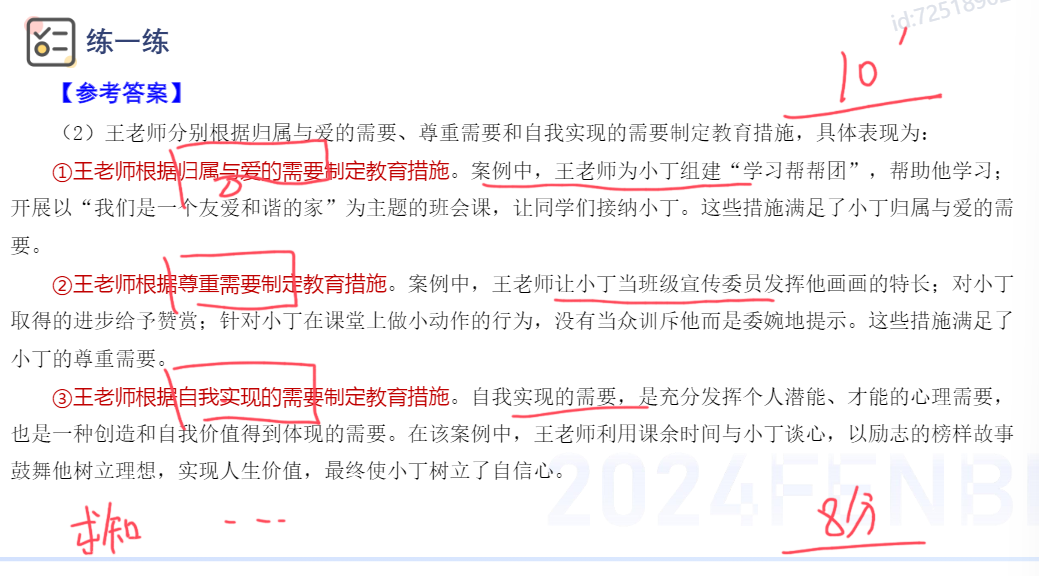 id:7251896
练一练
10'
【参考答案】
（2）王老师分别根据归属与爱的需要、尊重需要和自我实现的需要制定教育措施，具体表现为：
①王老师根据归属与爱的需要制定教育措施。案例中，王老师为小丁组建“学习帮帮团”，帮助他学习；
开展以“我们是一个友爱和谐的家”为主题的班会课，让同学们接纳小丁。这些措施满足了小丁归属与爱的需
要。
②王老师根据尊重需要制定教育措施。案例中，王老师让小丁当班级宣传委员发挥他画画的特长；对小丁
取得的进步给予赞赏；针对小丁在课堂上做小动作的行为，没有当众训斥他而是委婉地提示。这些措施满足了
小丁的尊重需要。
③王老师根据自我实现的需要制定教育措施。自我实现的需要，是充分发挥个人潜能、才能的心理需要，
也是一种创造和自我价值得到体现的需要。在该案例中，王老师利用课余时间与小丁谈心，以励志的榜样故事
鼓舞他树立理想，实现人生价值，最终使小丁树立了自信心。
2024FENBI
求知 ---
8分